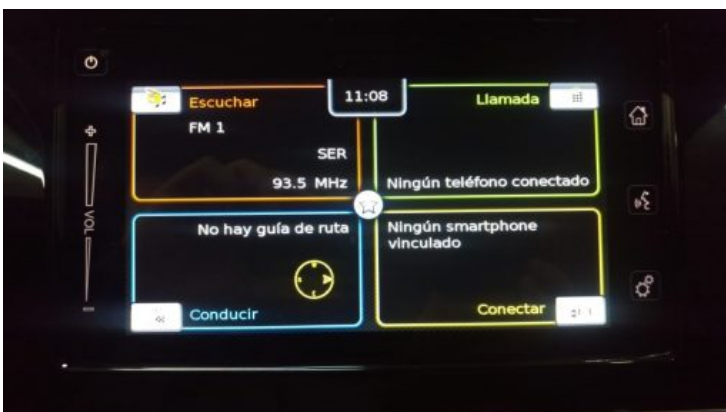 11:08
Escuchar
FM 1
SER
93.5 MHz
Llamada
Ningún teléfono conectado
No hay guía de ruta
Conducir
Ningún smartphone
vinculado
Conectar
VOL